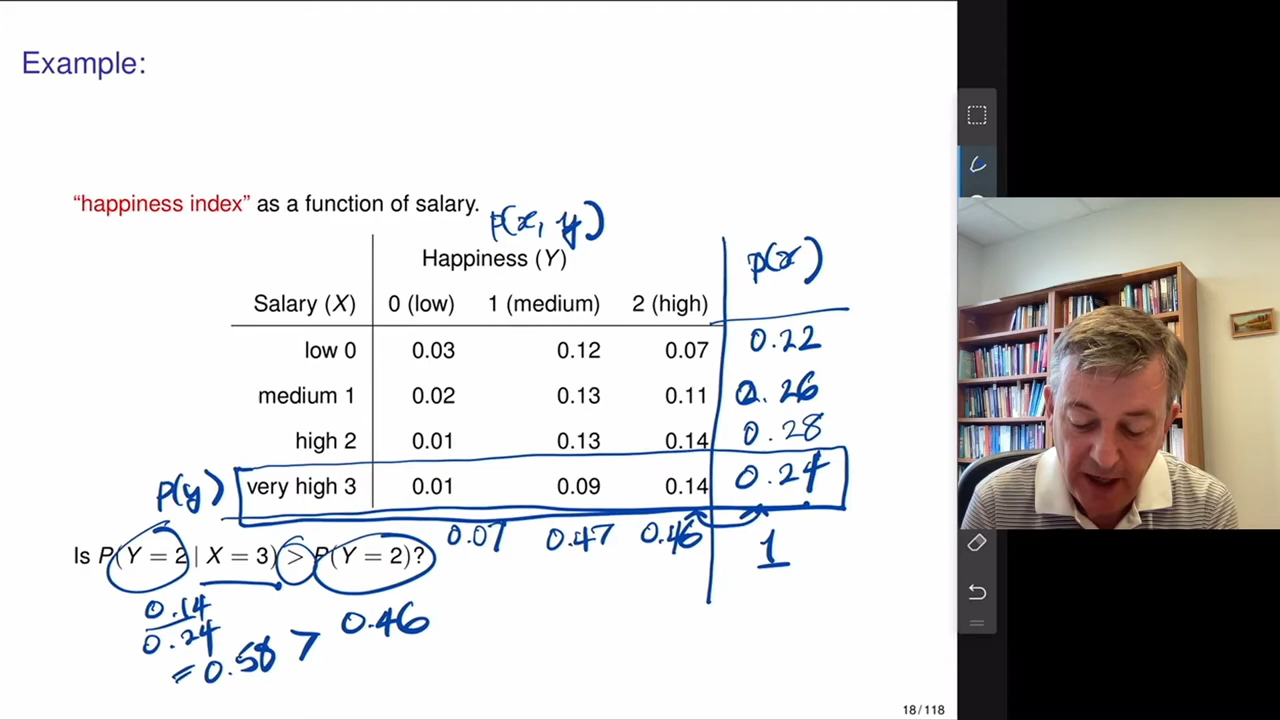 Example:
“happiness index” as a function of salary.
p(x, y)
Happiness (Y) p(x)
Salary (X) 0 (low) 1 (medium) 2 (high)
low 0 0.03 0.12 0.07 0.22
medium 1 0.02 0.13 0.11 0.26
high 2 0.01 0.13 0.14 0.28
very high 3 0.01 0.09 0.14 0.24
p(y) 0.07 0.47 0.46 1
Is P(Y = 2 | X = 3) > P(Y = 2)?
0.14
0.24
= 0.58 > 0.46
18/118